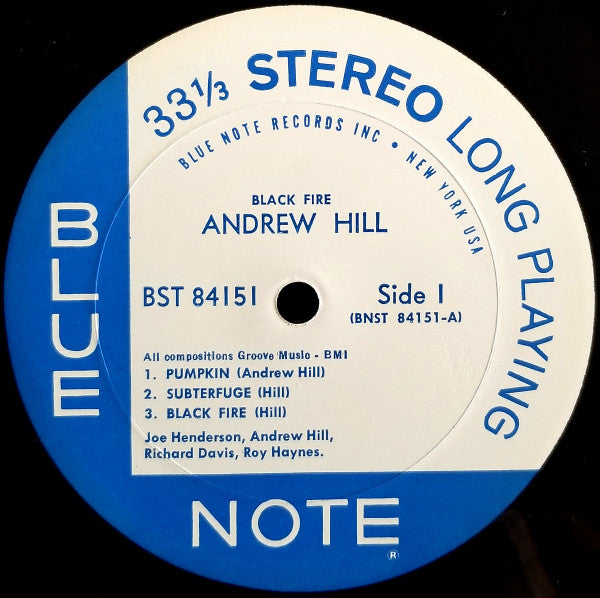 33⅓ STEREO LONG PLAYING
BLUE NOTE RECORDS INC • NEW YORK USA
BLACK FIRE
ANDREW HILL
BST 84151
Side 1
(BNST 84151-A)
All compositions Groove Music - BMI
1. PUMPKIN (Andrew Hill)
2. SUBTERFUGE (Hill)
3. BLACK FIRE (Hill)
Joe Henderson, Andrew Hill,
Richard Davis, Roy Haynes.
BLUE
NOTE®